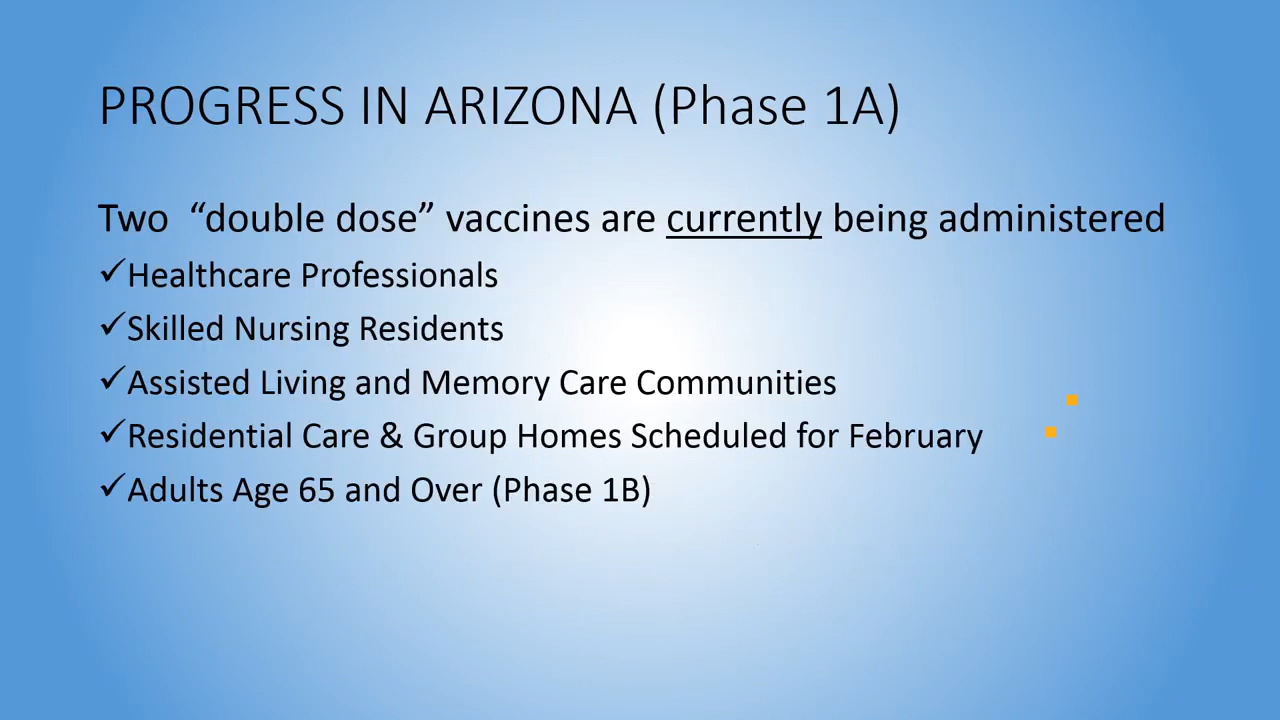 PROGRESS IN ARIZONA (Phase 1A)
Two “double dose” vaccines are currently being administered
✓Healthcare Professionals
✓Skilled Nursing Residents
✓Assisted Living and Memory Care Communities
✓Residential Care & Group Homes Scheduled for February
✓Adults Age 65 and Over (Phase 1B)